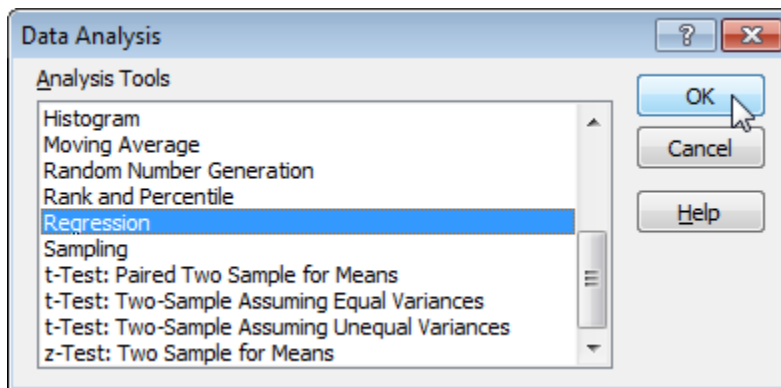 Data Analysis
Analysis Tools
Histogram
Moving Average
Random Number Generation
Rank and Percentile
Regression
Sampling
t-Test: Paired Two Sample for Means
t-Test: Two-Sample Assuming Equal Variances
t-Test: Two-Sample Assuming Unequal Variances
z-Test: Two Sample for Means
OK
Cancel
Help